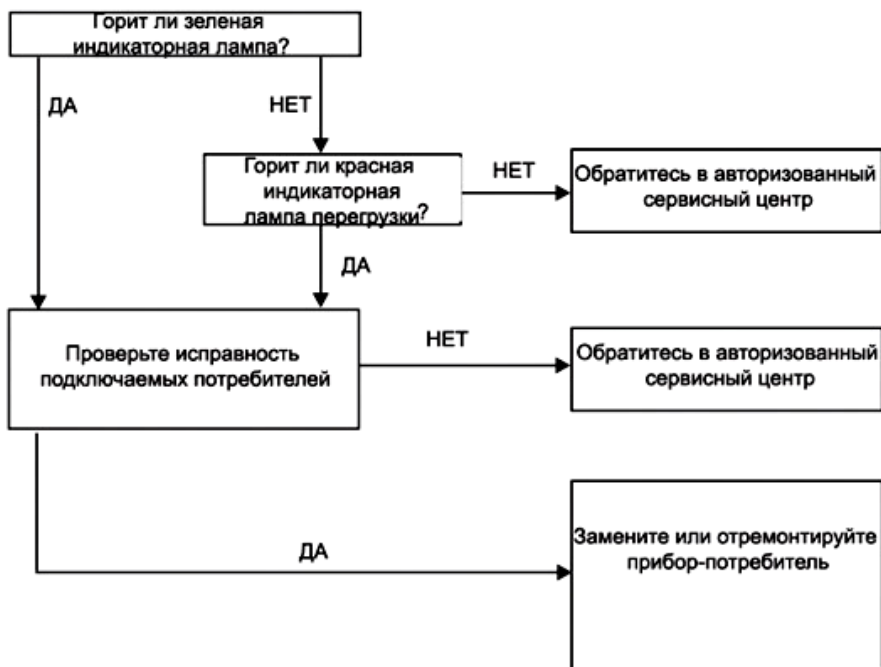 Горит ли зеленая
индикаторная лампа?
ДА
НЕТ
Горит ли красная
индикаторная
лампа перегрузки?
НЕТ
Обратитесь в авторизованный
сервисный центр
ДА
Проверьте исправность
подключаемых потребителей
НЕТ
Обратитесь в авторизованный
сервисный центр
ДА
Замените или отремонтируйте
прибор-потребитель